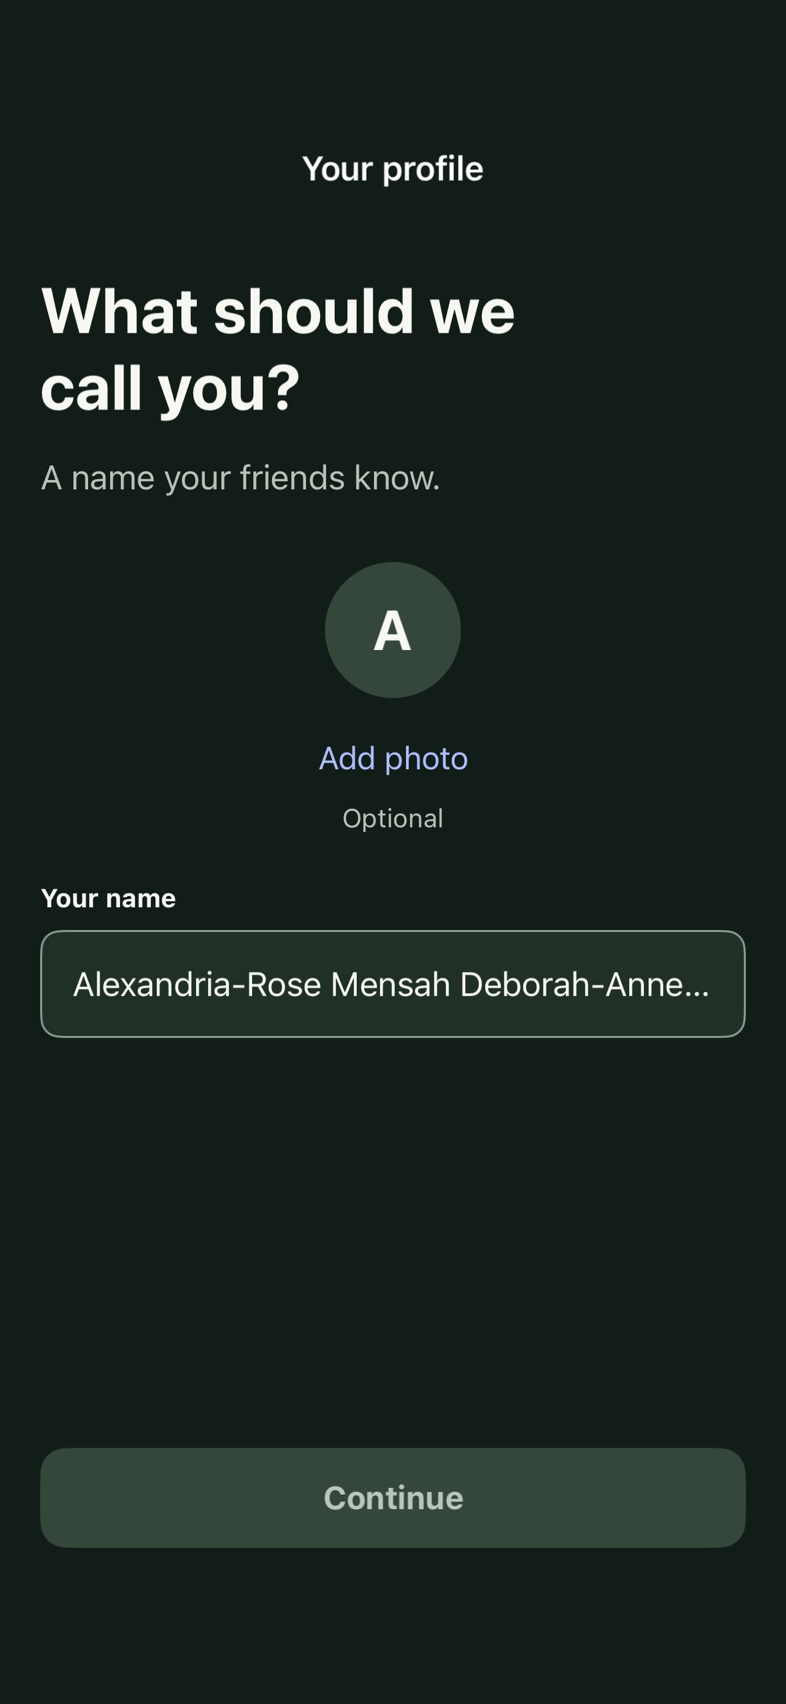 Your profile
What should we
call you?
A name your friends know.
A
Add photo
Optional
Your name
Alexandria-Rose Mensah Deborah-Anne...
Continue